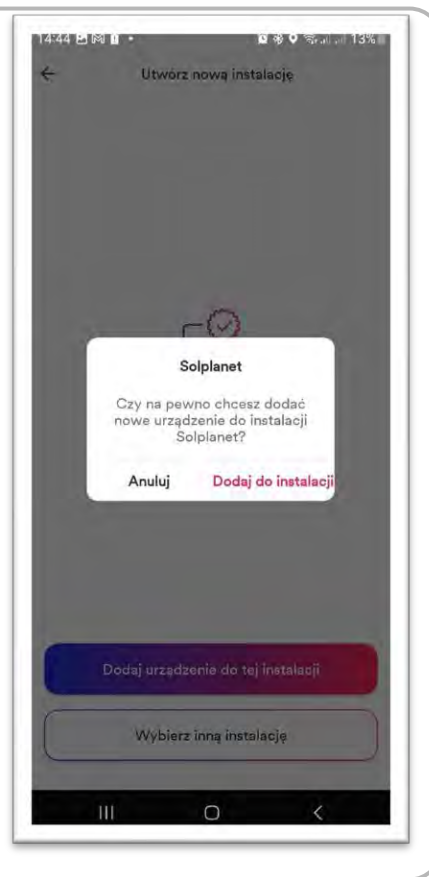 14:44 13%
Utwórz nową instalację
Solplanet
Czy na pewno chcesz dodać
nowe urządzenie do instalacji
Solplanet?
Anuluj Dodaj do instalacji
Dodaj urządzenie do tej instalacji
Wybierz inną instalację